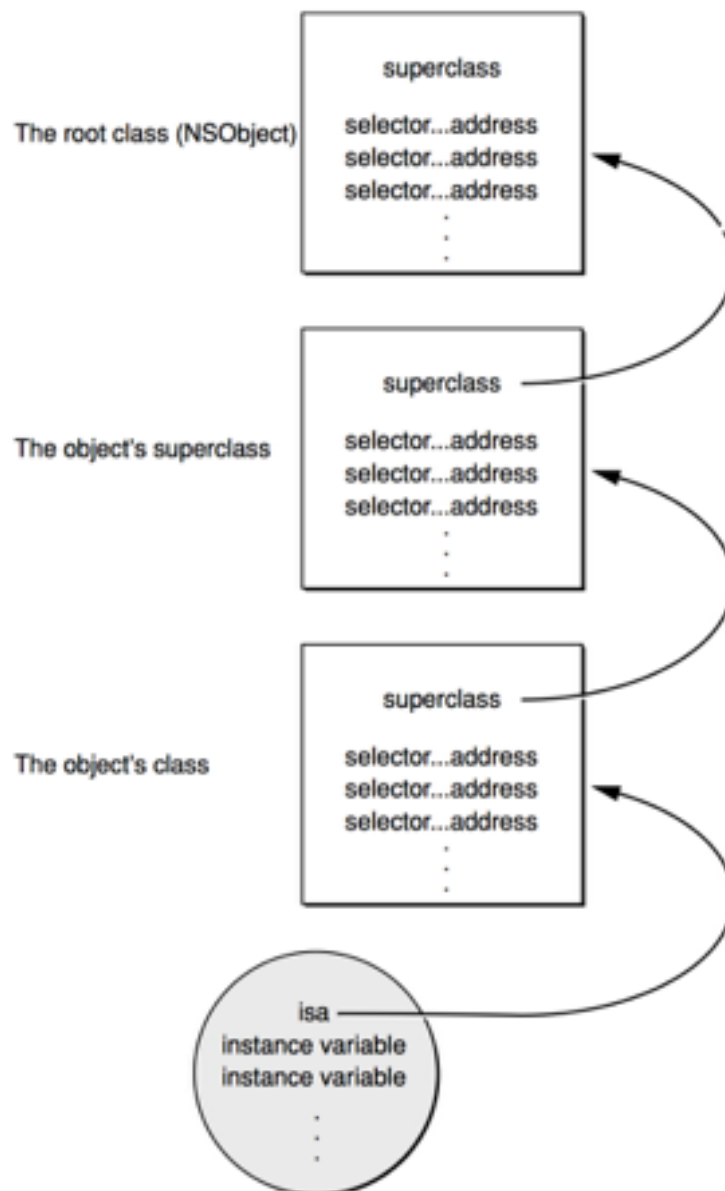 superclass
The root class (NSObject)
selector...address
selector...address
selector...address
superclass
The object's superclass
selector...address
selector...address
selector...address
superclass
The object's class
selector...address
selector...address
selector...address
isa
instance variable
instance variable